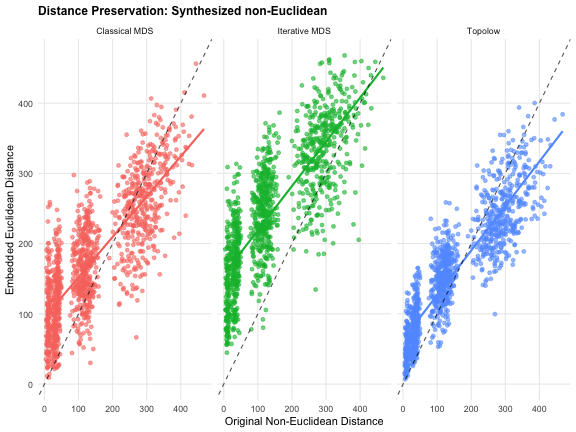 Distance Preservation: Synthesized non-Euclidean
Classical MDS
Iterative MDS
Topolow
Embedded Euclidean Distance
400
300
200
100
0
0 100 200 300 400
0 100 200 300 400
0 100 200 300 400
Original Non-Euclidean Distance